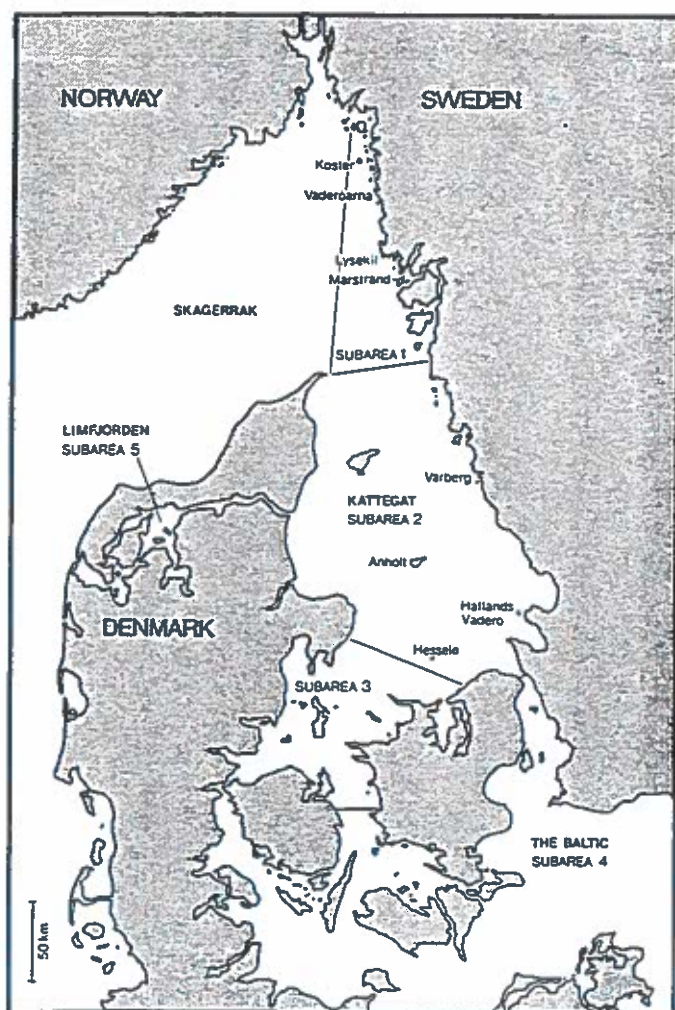 NORWAY
SWEDEN
Koster
Vaderoarna
Lysekil
Marstrand
SKAGERRAK
SUBAREA 1
LIMFJORDEN
SUBAREA 5
Varberg
KATTEGAT
SUBAREA 2
Anholt
Hallands
Vadero
DENMARK
Hesselø
SUBAREA 3
THE BALTIC
SUBAREA 4
50 km